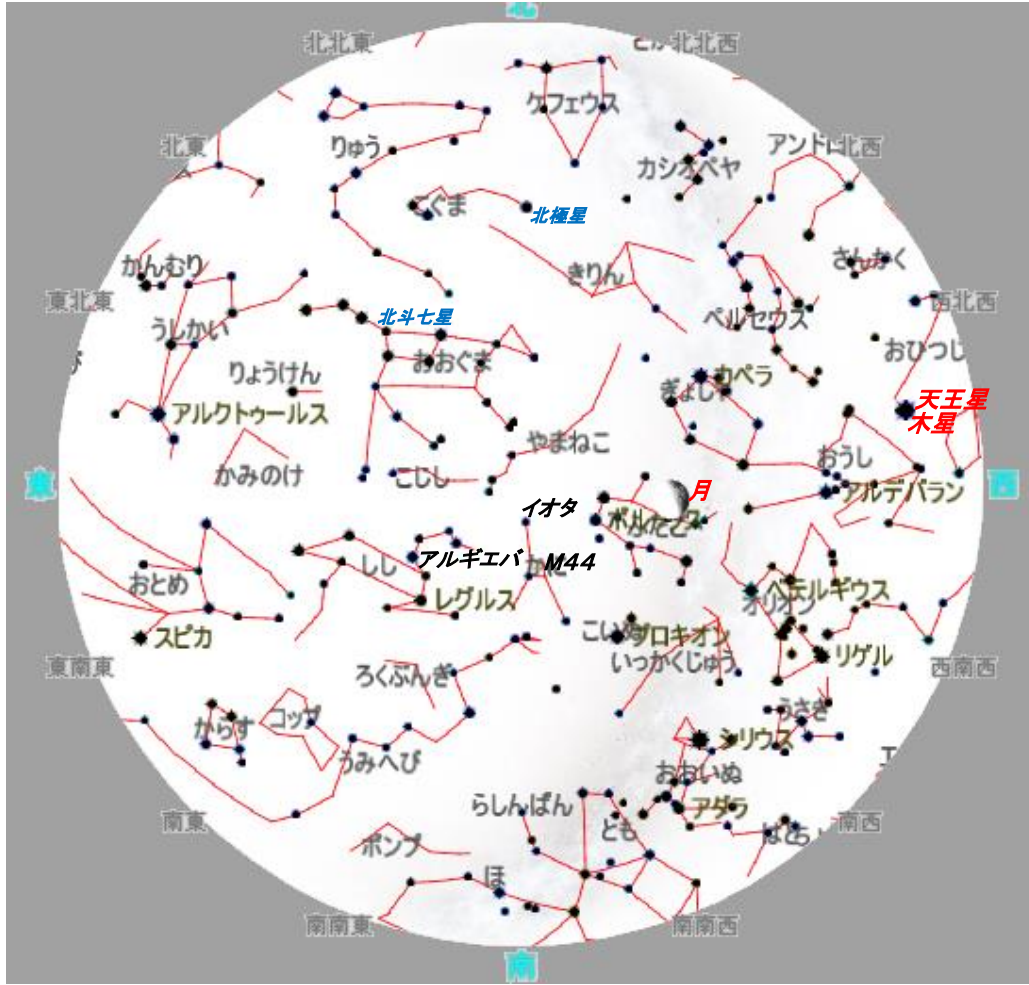 北
北北東
北北西
ケフェウス
北東
りゅう
カシオペヤ
アンドロ
北西
こぐま
北極星
かんむり
きりん
さんかく
東北東
うしかい
北斗七星
ペルセウス
西北西
りょうけん
おおぐま
おひつじ
アルクトゥールス
ぎょしゃ
カペラ
天王星
木星
やまねこ
かみのけ
こじし
おうし
東
月
アルデバラン
西
イオタ
ポルックス
ふたご
おとめ
しし
アルギエバ
かに
M44
レグルス
ベテルギウス
オリオン
スピカ
こいぬ
プロキオン
いっかくじゅう
リゲル
東南東
ろくぶんぎ
西南西
からす
コップ
うさぎ
うみへび
シリウス
おおいぬ
エ
らしんばん
アダラ
南東
ポンプ
とも
はと
南西
ほ
南南東
南南西
南